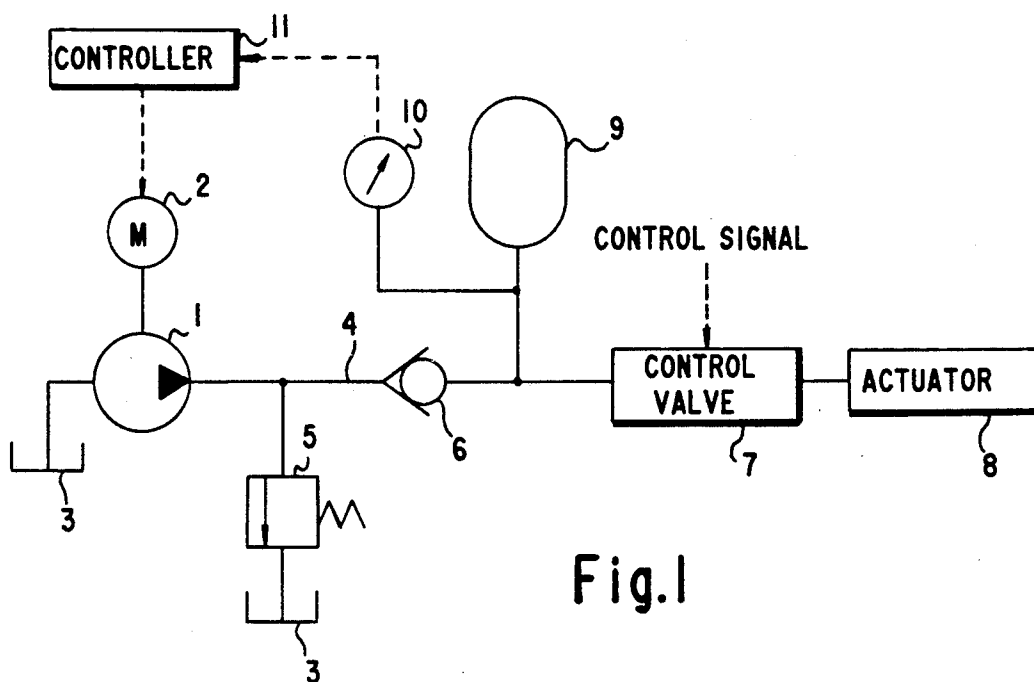 11
CONTROLLER
10
9
2
M
CONTROL SIGNAL
1
4
CONTROL
VALVE
ACTUATOR
6
5
7
8
3
Fig.1
3